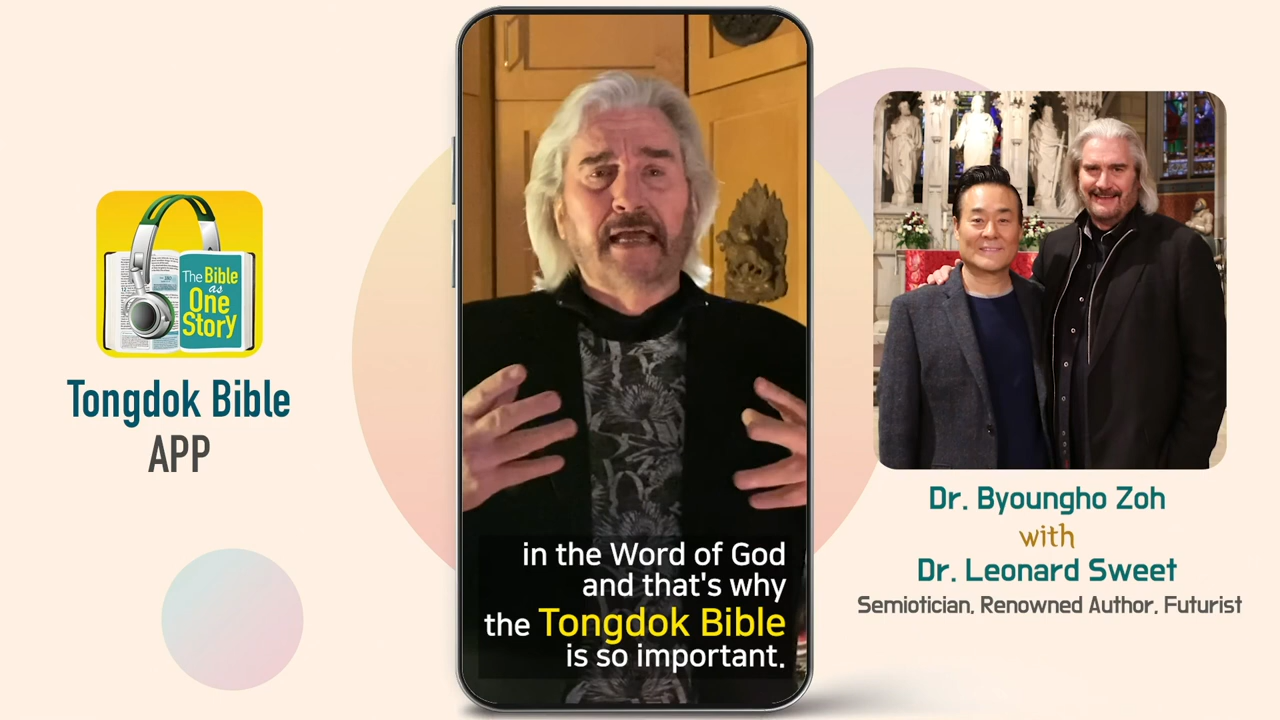 The Bible
as
One
Story
Tongdok Bible
APP
in the Word of God
and that's why
the Tongdok Bible
is so important.
Dr. Byoungho Zoh
with
Dr. Leonard Sweet
Semiotician, Renowned Author, Futurist